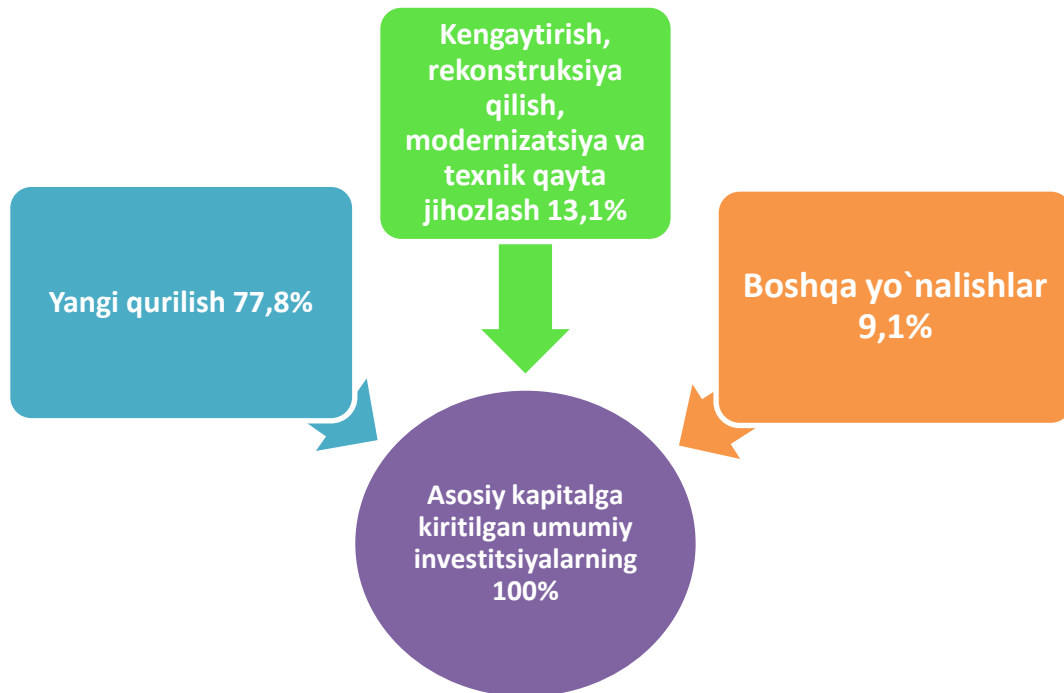 Kengaytirish,
rekonstruksiya
qilish,
modernizatsiya va
texnik qayta
jihozlash 13,1%
Yangi qurilish 77,8%
Boshqa yo`nalishlar
9,1%
Asosiy kapitalga
kiritilgan umumiy
investitsiyalarning
100%